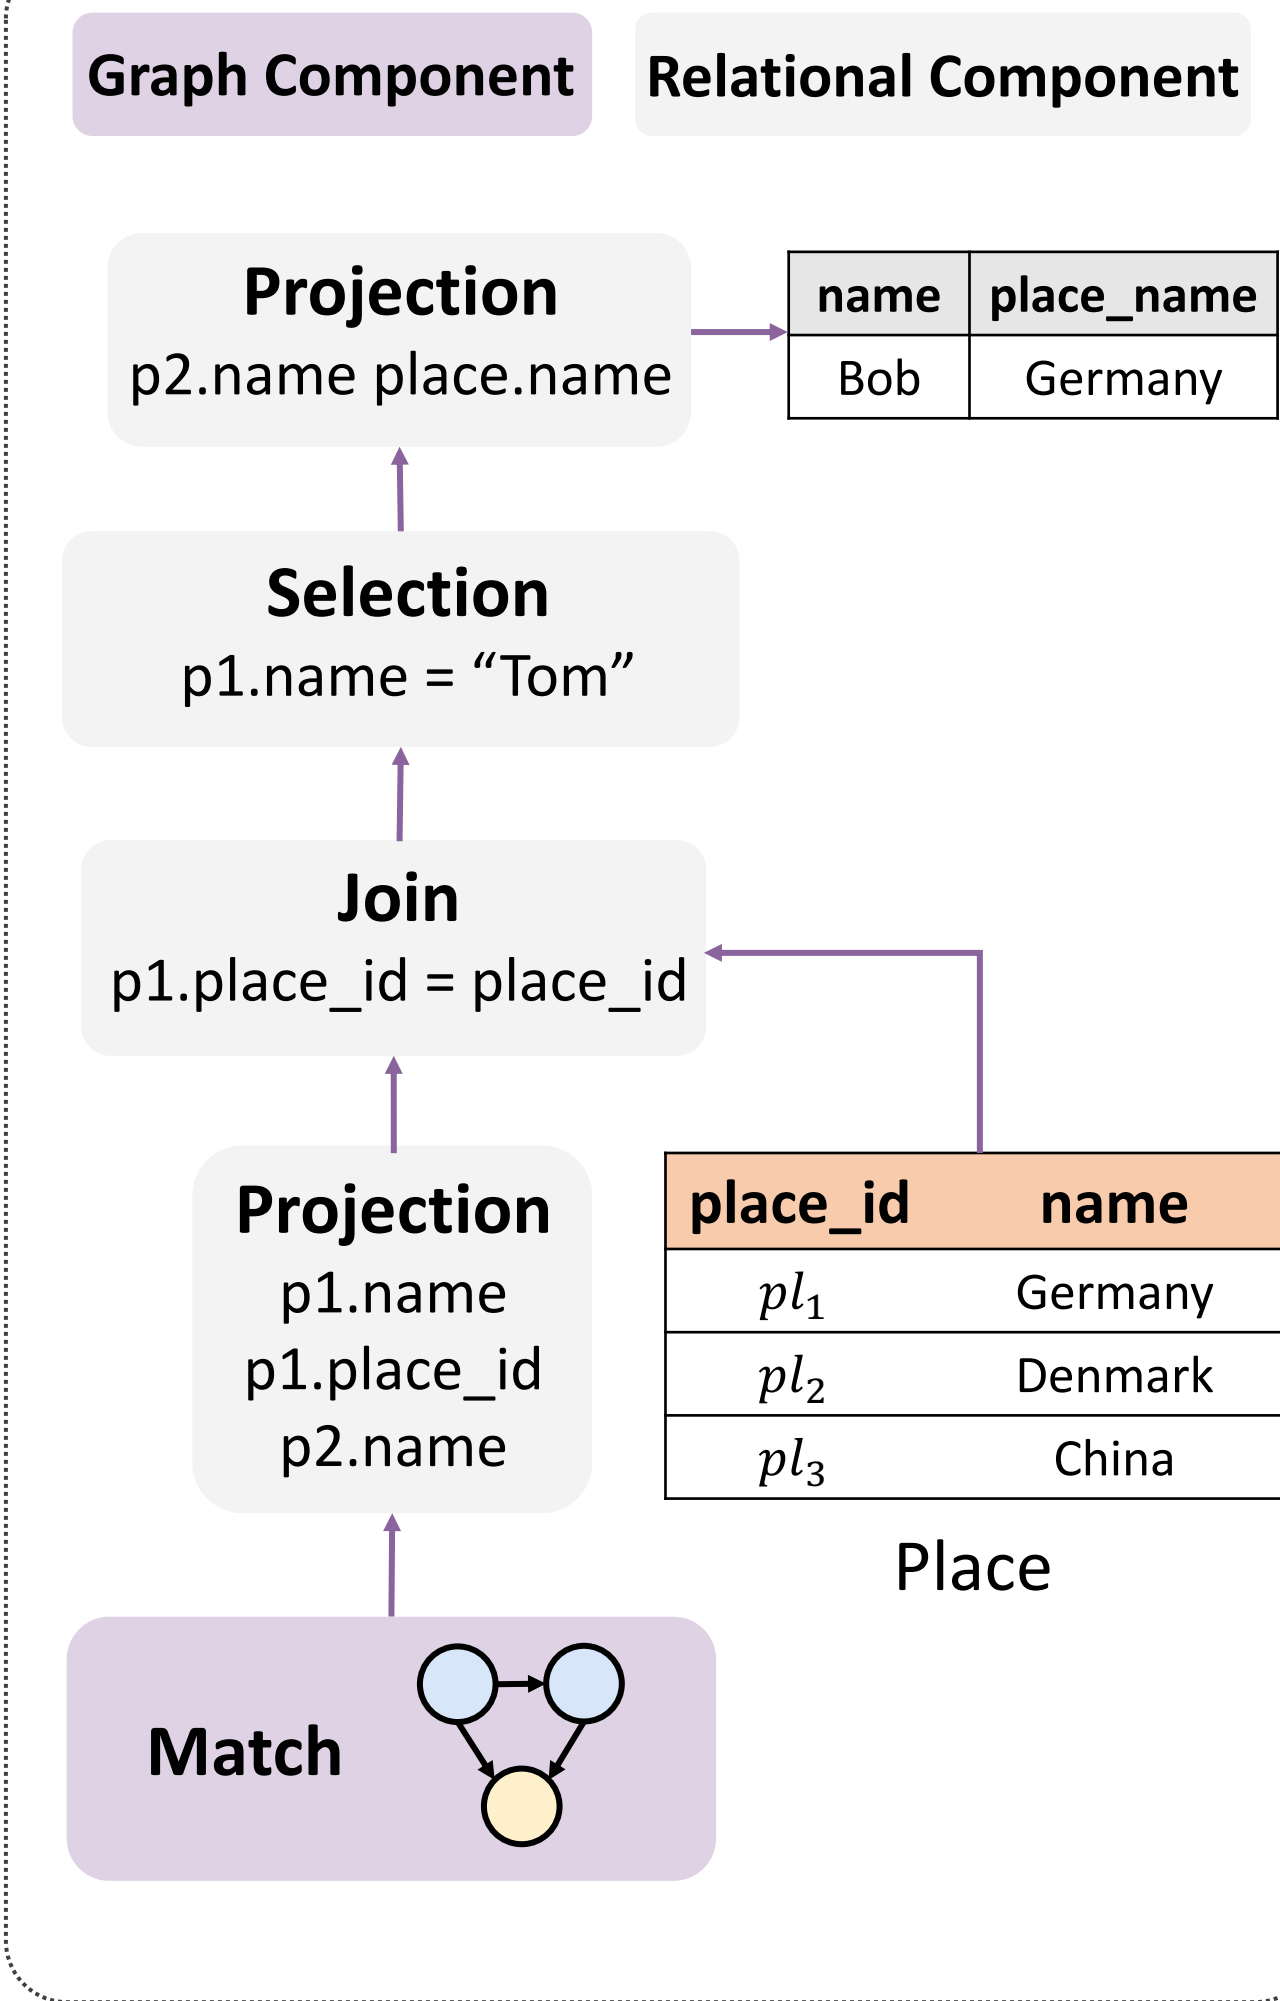 Graph Component
Relational Component
Projection
p2.name place.name
name place_name
Bob Germany
Selection
p1.name = “Tom”
Join
p1.place_id = place_id
Projection
p1.name
p1.place_id
p2.name
place_id name
pl₁ Germany
pl₂ Denmark
pl₃ China
Place
Match